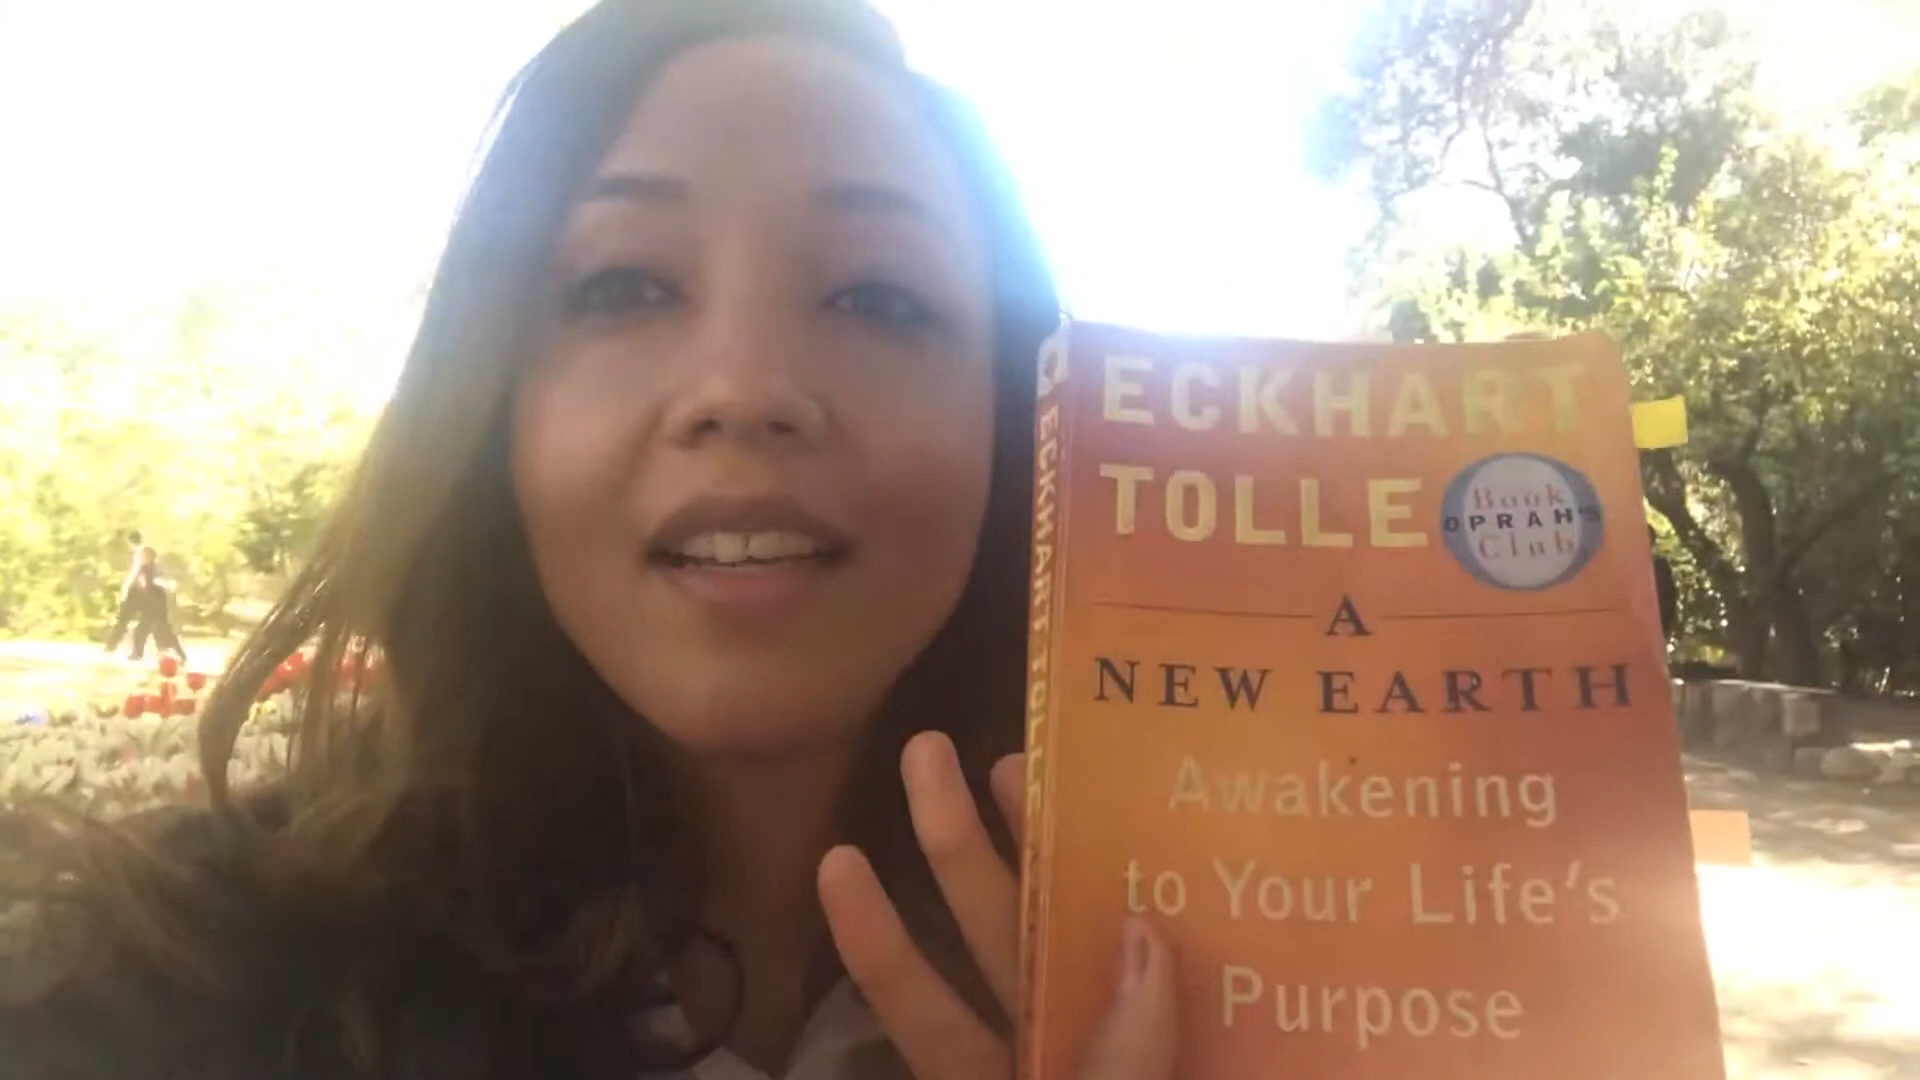 ECKHART
TOLLE
Book
OPRAH'S
Club
A
NEW EARTH
Awakening
to Your Life's
Purpose
ECKHART TOLLE